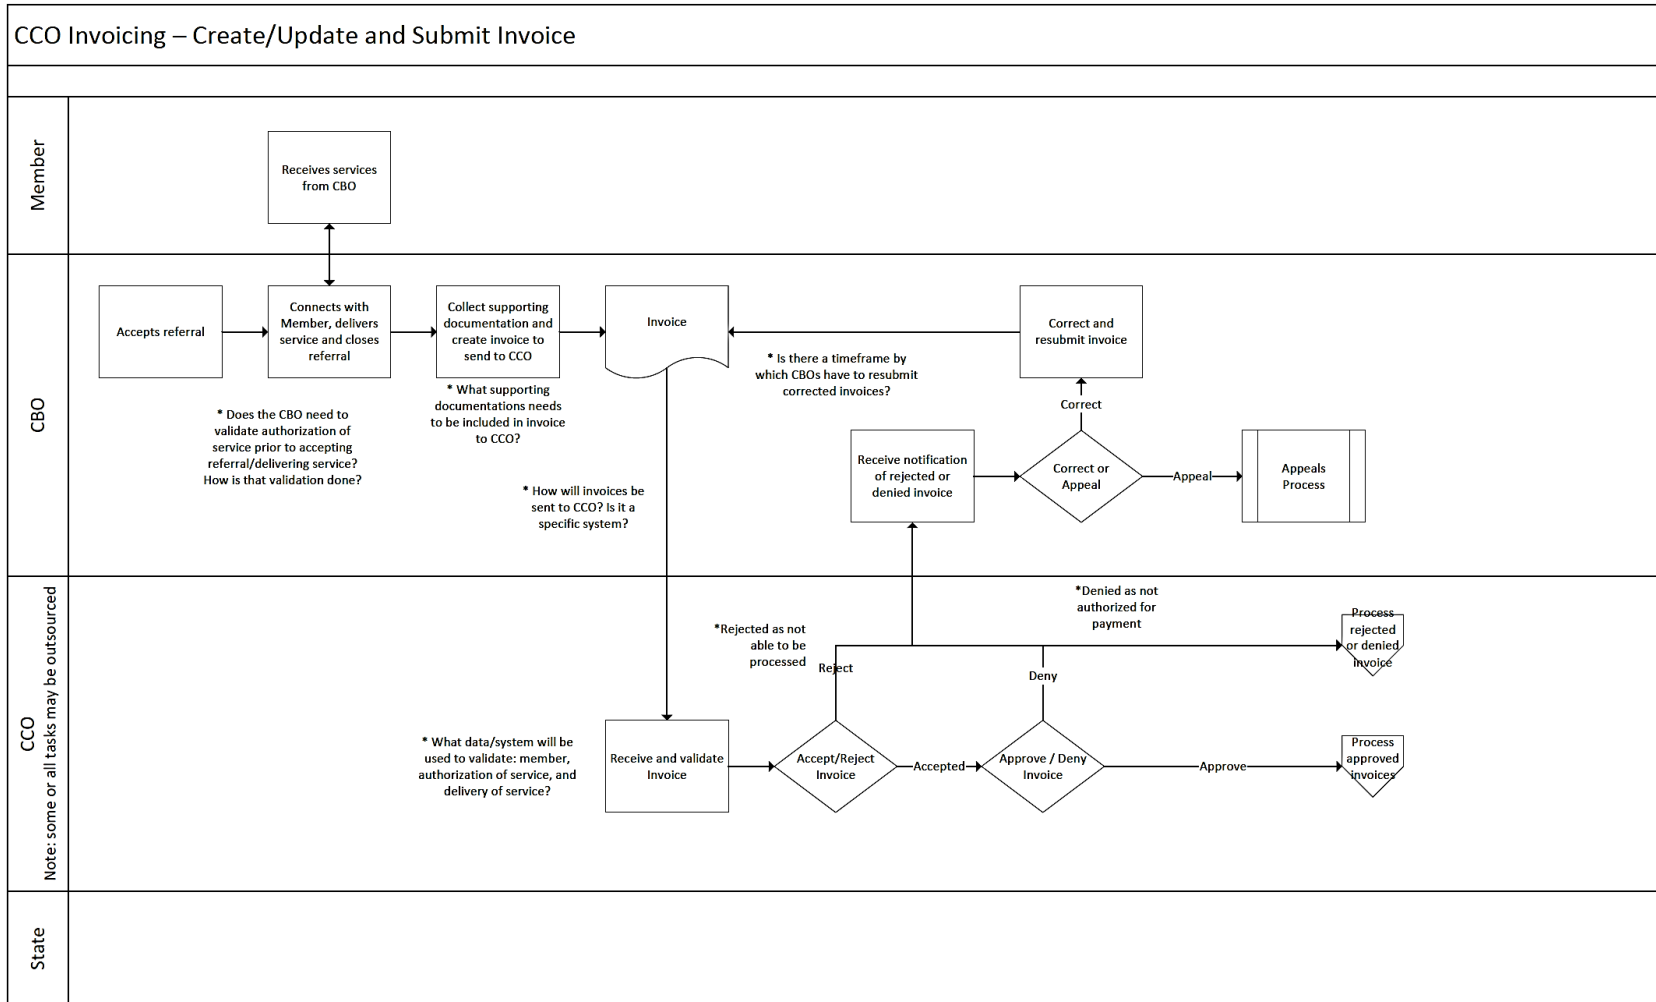 CCO Invoicing – Create/Update and Submit Invoice
Member
Receives services
from CBO
CBO
Accepts referral
Connects with
Member, delivers
service and closes
referral
Collect supporting
documentation and
create invoice to
send to CCO
Invoice
Correct and
resubmit invoice
* Is there a timeframe by
which CBOs have to resubmit
corrected invoices?
* What supporting
documentations needs
to be included in invoice
to CCO?
* Does the CBO need to
validate authorization of
service prior to accepting
referral/delivering service?
How is that validation done?
Correct
Receive notification
of rejected or
denied invoice
Correct or
Appeal
Appeal
Appeals
Process
* How will invoices be
sent to CCO? Is it a
specific system?
CCO
Note: some or all tasks may be outsourced
*Denied as not
authorized for
payment
*Rejected as not
able to be
processed
Reject
Deny
Process
rejected
or denied
invoice
* What data/system will be
used to validate: member,
authorization of service, and
delivery of service?
Receive and validate
Invoice
Accept/Reject
Invoice
Accepted
Approve / Deny
Invoice
Approve
Process
approved
invoices
State